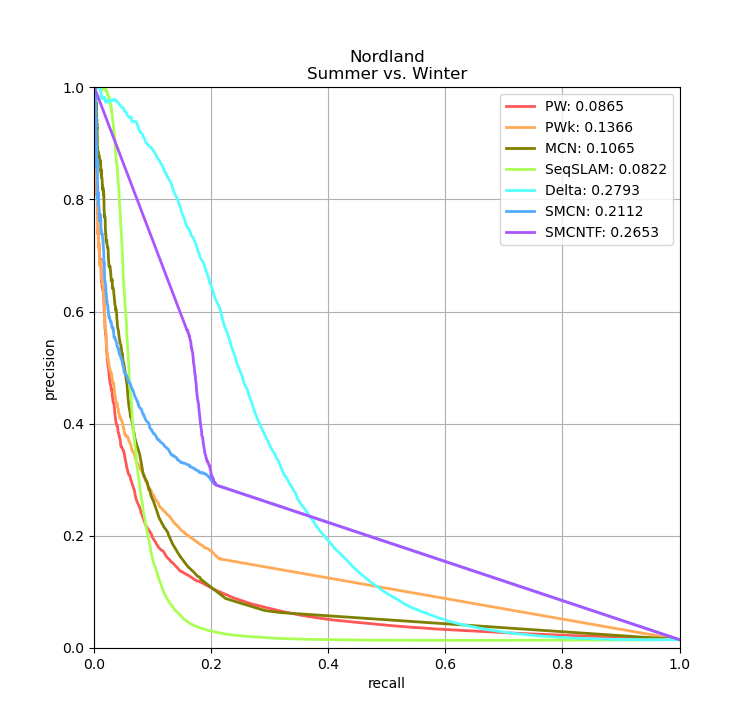 Nordland
Summer vs. Winter
1.0
0.8
0.6
0.4
0.2
0.0
precision
PW: 0.0865
PWk: 0.1366
MCN: 0.1065
SeqSLAM: 0.0822
Delta: 0.2793
SMCN: 0.2112
SMCNTF: 0.2653
0.0 0.2 0.4 0.6 0.8 1.0
recall